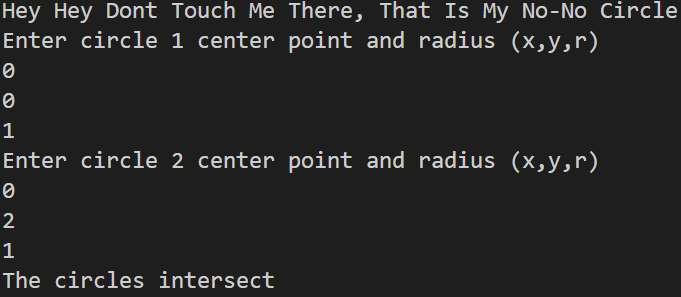 Hey Hey Dont Touch Me There, That Is My No-No Circle
Enter circle 1 center point and radius (x,y,r)
0
0
1
Enter circle 2 center point and radius (x,y,r)
0
2
1
The circles intersect